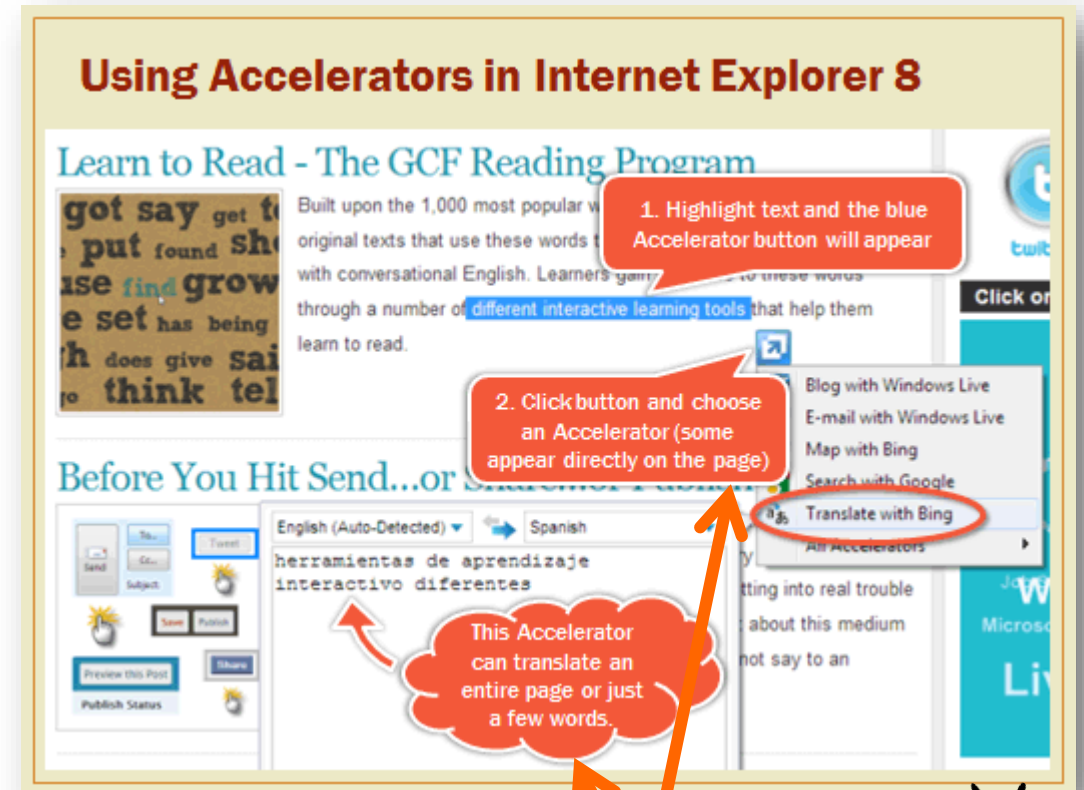 Using Accelerators in Internet Explorer 8
Learn to Read - The GCF Reading Program
got say get
put found
use find grow
e set has being
does give sai
think tel
Built upon the 1,000 most popular
original texts that use these words
with conversational English. Learners gain to these words
through a number of different interactive learning tools that help them
learn to read.
1. Highlight text and the blue
Accelerator button will appear
Click
2. Click button and choose
an Accelerator (some
appear directly on the page)
Blog with Windows Live
E-mail with Windows Live
Map with Bing
Search with Google
Translate with Bing
All Accelerators
Before You Hit Send...or
To...
Cc...
Send
Subject:
Tweet
Save Publish
Preview this Post
Share
Publish Status
English (Auto-Detected) Spanish
herramientas de aprendizaje
interactivo diferentes
This Accelerator
can translate an
entire page or just
a few words.
tting into real trouble
about this medium
not say to an